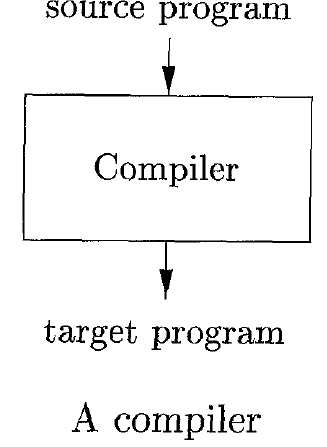 source program
Compiler
target program
A compiler